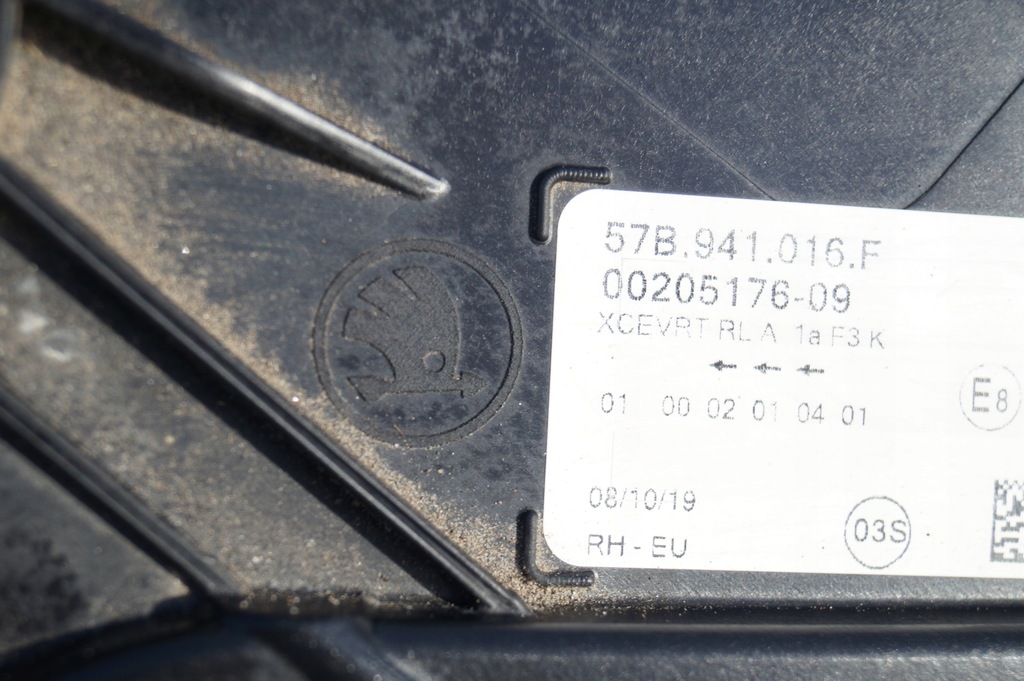 57B.941.016.F
00205176-09
XCEVRT RL A 1a F3 K
E8
01 00 02 01 04 01
08/10/19
03S
RH - EU